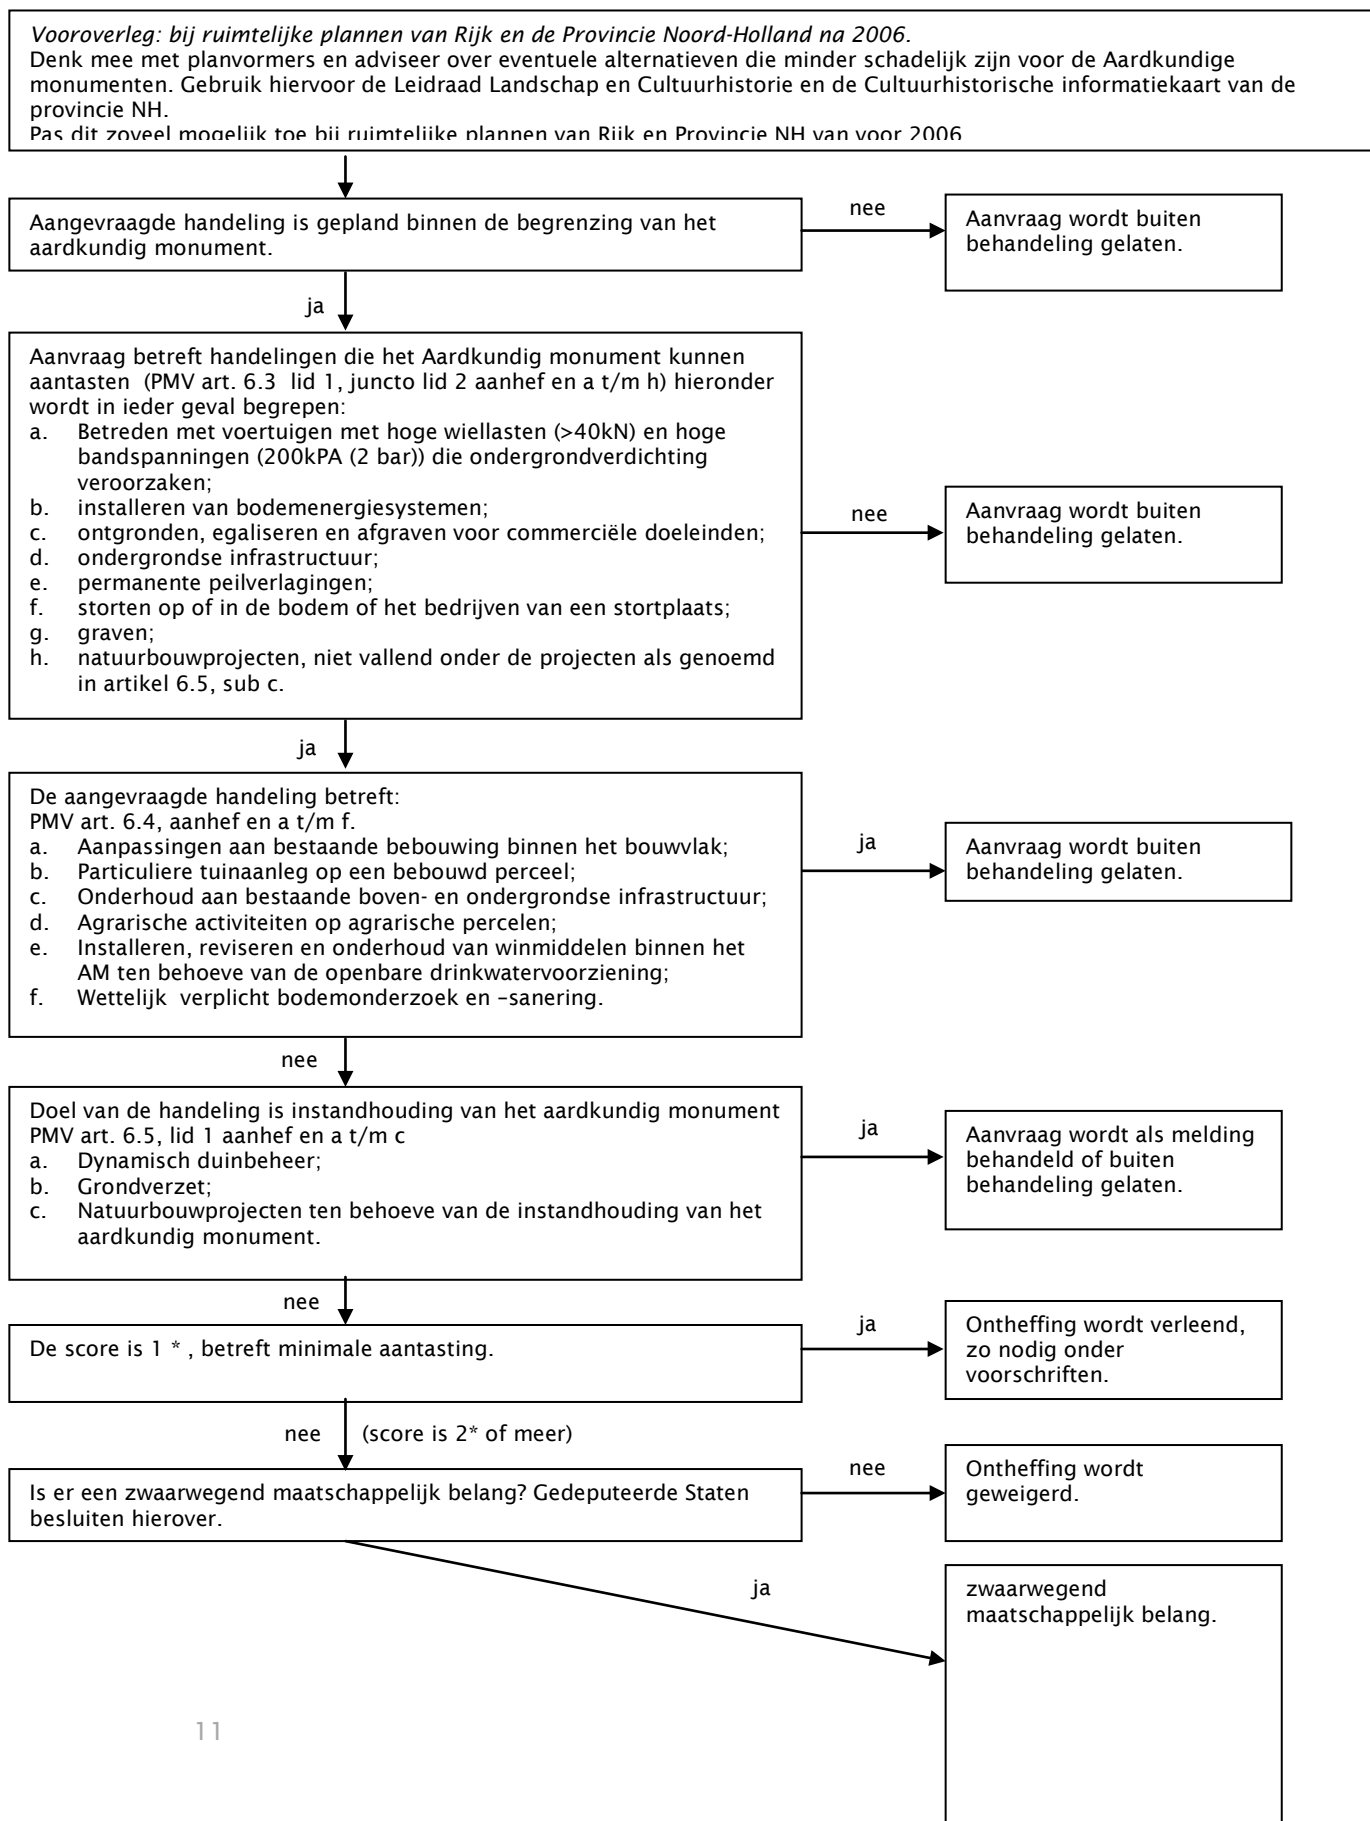 Vooroverleg: bij ruimtelijke plannen van Rijk en de Provincie Noord-Holland na 2006.
Denk mee met planvormers en adviseer over eventuele alternatieven die minder schadelijk zijn voor de Aardkundige
monumenten. Gebruik hiervoor de Leidraad Landschap en Cultuurhistorie en de Cultuurhistorische informatiekaart van de
provincie NH.
Pas dit zoveel mogelijk toe bij ruimtelijke plannen van Rijk en Provincie NH van voor 2006
Aangevraagde handeling is gepland binnen de begrenzing van het
aardkundig monument.
nee
Aanvraag wordt buiten
behandeling gelaten.
ja
Aanvraag betreft handelingen die het Aardkundig monument kunnen
aantasten (PMV art. 6.3 lid 1, juncto lid 2 aanhef en a t/m h) hieronder
wordt in ieder geval begrepen:
a. Betreden met voertuigen met hoge wiellasten (>40kN) en hoge
bandspanningen (200kPA (2 bar)) die ondergrondverdichting
veroorzaken;
b. installeren van bodemenergiesystemen;
c. ontgronden, egaliseren en afgraven voor commerciële doeleinden;
d. ondergrondse infrastructuur;
e. permanente peilverlagingen;
f. storten op of in de bodem of het bedrijven van een stortplaats;
g. graven;
h. natuurbouwprojecten, niet vallend onder de projecten als genoemd
in artikel 6.5, sub c.
nee
Aanvraag wordt buiten
behandeling gelaten.
ja
De aangevraagde handeling betreft:
PMV art. 6.4, aanhef en a t/m f.
a. Aanpassingen aan bestaande bebouwing binnen het bouwvlak;
b. Particuliere tuinaanleg op een bebouwd perceel;
c. Onderhoud aan bestaande boven- en ondergrondse infrastructuur;
d. Agrarische activiteiten op agrarische percelen;
e. Installeren, reviseren en onderhoud van winmiddelen binnen het
AM ten behoeve van de openbare drinkwatervoorziening;
f. Wettelijk verplicht bodemonderzoek en –sanering.
ja
Aanvraag wordt buiten
behandeling gelaten.
nee
Doel van de handeling is instandhouding van het aardkundig monument
PMV art. 6.5, lid 1 aanhef en a t/m c
a. Dynamisch duinbeheer;
b. Grondverzet;
c. Natuurbouwprojecten ten behoeve van de instandhouding van het
aardkundig monument.
ja
Aanvraag wordt als melding
behandeld of buiten
behandeling gelaten.
nee
De score is 1 * , betreft minimale aantasting.
ja
Ontheffing wordt verleend,
zo nodig onder
voorschriften.
nee (score is 2* of meer)
Is er een zwaarwegend maatschappelijk belang? Gedeputeerde Staten
besluiten hierover.
nee
Ontheffing wordt
geweigerd.
ja
zwaarwegend
maatschappelijk belang.
11